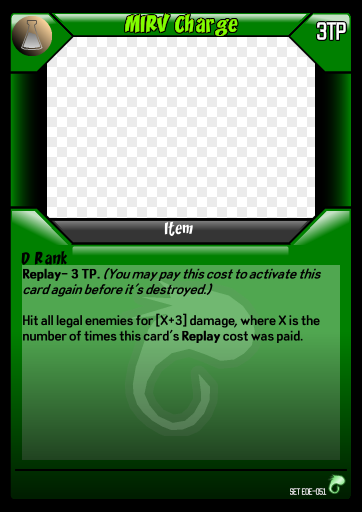 MIRV Charge
3TP
Item
D Rank
Replay- 3 TP. (You may pay this cost to activate this
card again before it's destroyed.)
Hit all legal enemies for [X+3] damage, where X is the
number of times this card's Replay cost was paid.
SET EOE-051